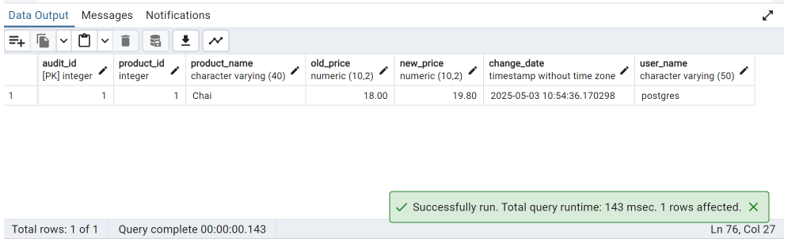 Data Output Messages Notifications
audit_id product_id product_name old_price new_price change_date user_name
[PK] integer integer character varying (40) numeric (10,2) numeric (10,2) timestamp without time zone character varying (50)
1 1 1 Chai 18.00 19.80 2025-05-03 10:54:36.170298 postgres
Successfully run. Total query runtime: 143 msec. 1 rows affected.
Total rows: 1 of 1 Query complete 00:00:00.143 Ln 76, Col 27